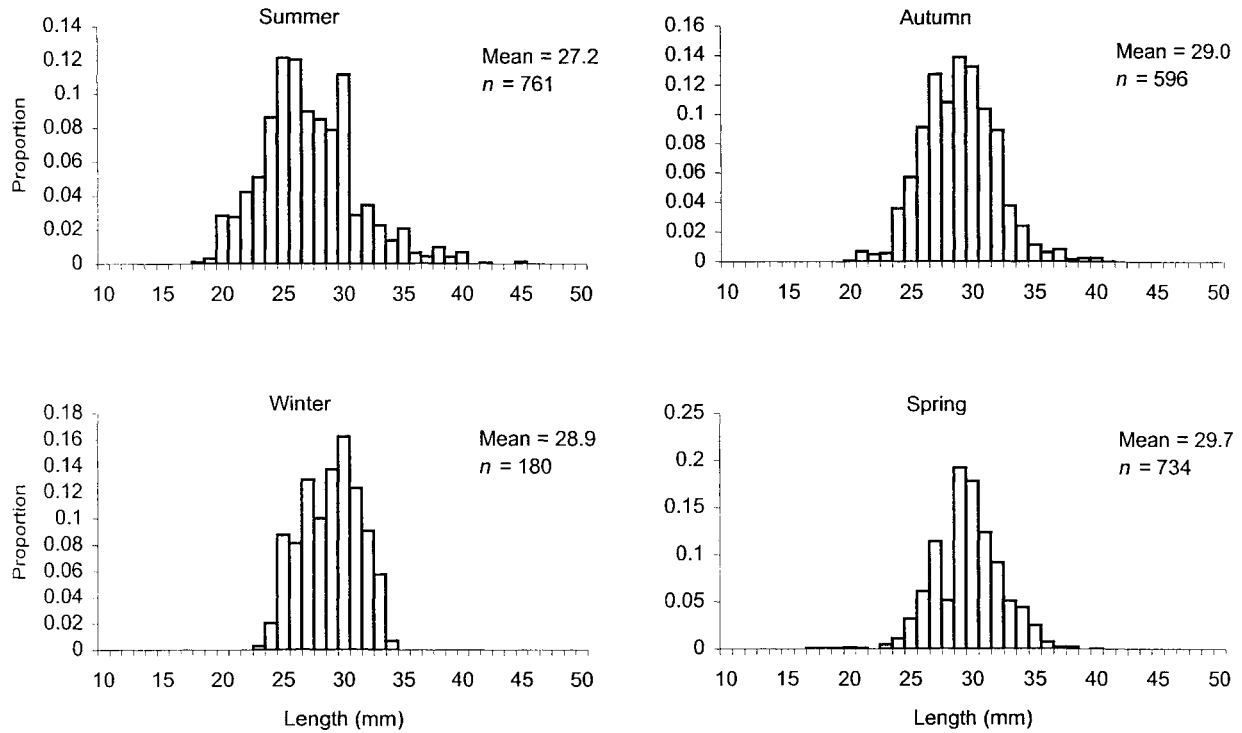 Summer
Mean = 27.2
n = 761
Proportion
0.14
0.12
0.10
0.08
0.06
0.04
0.02
0
10 15 20 25 30 35 40 45 50
Autumn
Mean = 29.0
n = 596
0.16
0.14
0.12
0.1
0.08
0.06
0.04
0.02
0
10 15 20 25 30 35 40 45 50
Winter
Mean = 28.9
n = 180
Proportion
0.18
0.16
0.14
0.12
0.1
0.08
0.06
0.04
0.02
0
10 15 20 25 30 35 40 45 50
Length (mm)
Spring
Mean = 29.7
n = 734
0.25
0.2
0.15
0.1
0.05
0
10 15 20 25 30 35 40 45 50
Length (mm)